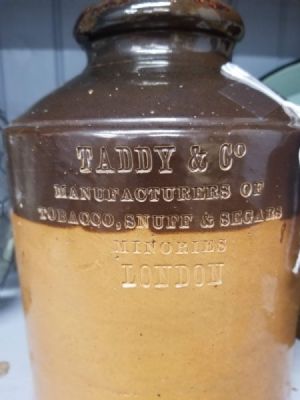 TADDY & Co
MANUFACTURERS OF
TOBACCO, SNUFF & SEGARS
MINORIES
LONDON